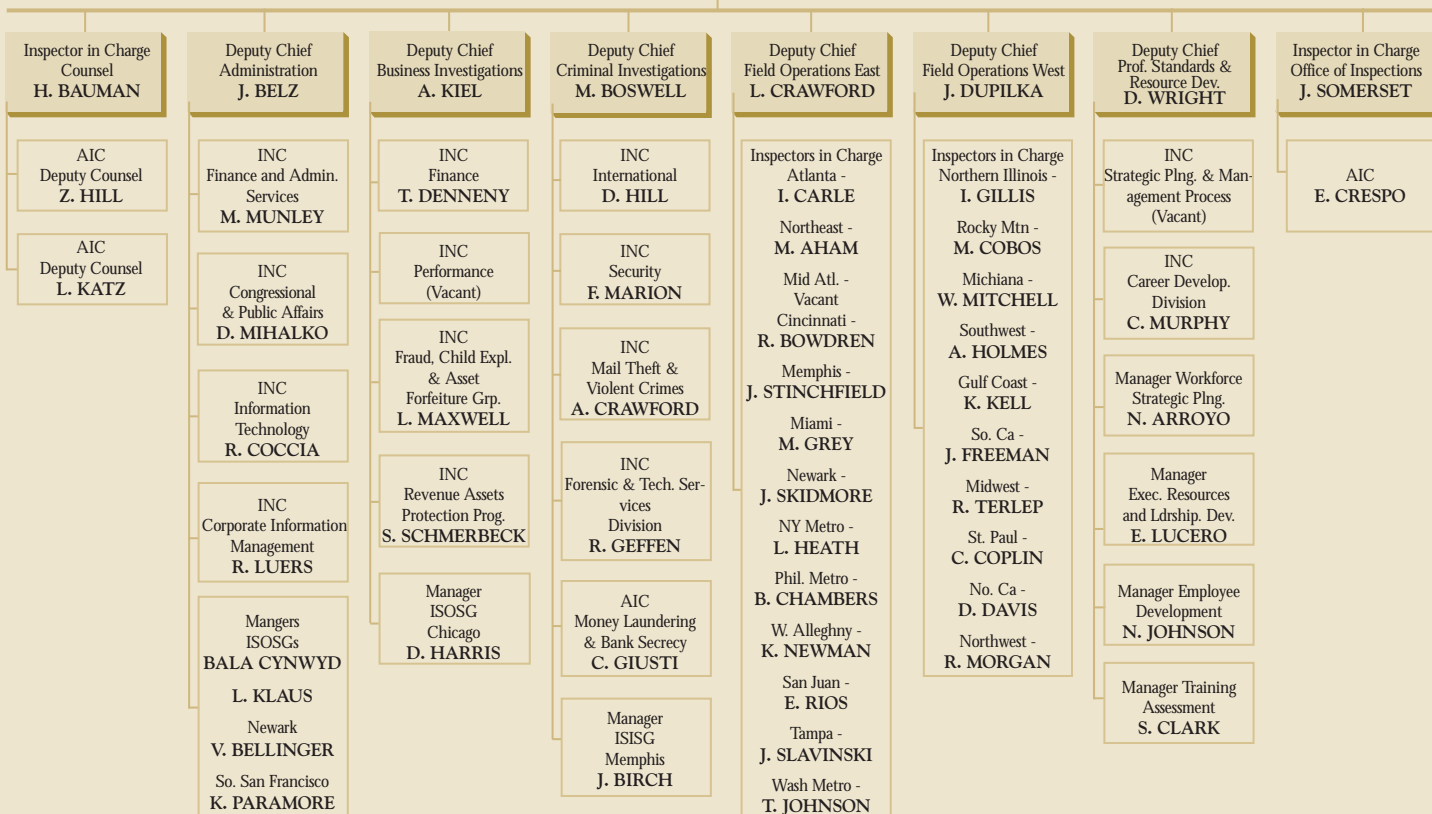 Inspector in Charge
Counsel
H. BAUMAN
AIC
Deputy Counsel
Z. HILL
AIC
Deputy Counsel
L. KATZ
Deputy Chief
Administration
J. BELZ
INC
Finance and Admin.
Services
M. MUNLEY
INC
Congressional
& Public Affairs
D. MIHALKO
INC
Information
Technology
R. COCCIA
INC
Corporate Information
Management
R. LUERS
Mangers
ISOSGs
BALA CYNWYD
L. KLAUS
Newark
V. BELLINGER
So. San Francisco
K. PARAMORE
Deputy Chief
Business Investigations
A. KIEL
INC
Finance
T. DENNENY
INC
Performance
(Vacant)
INC
Fraud, Child Expl.
& Asset
Forfeiture Grp.
L. MAXWELL
INC
Revenue Assets
Protection Prog.
S. SCHMERBECK
Manager
ISOSG
Chicago
D. HARRIS
Deputy Chief
Criminal Investigations
M. BOSWELL
INC
International
D. HILL
INC
Security
F. MARION
INC
Mail Theft &
Violent Crimes
A. CRAWFORD
INC
Forensic & Tech. Ser-
vices
Division
R. GEFFEN
AIC
Money Laundering
& Bank Secrecy
C. GIUSTI
Manager
ISISG
Memphis
J. BIRCH
Deputy Chief
Field Operations East
L. CRAWFORD
Inspectors in Charge
Atlanta -
I. CARLE
Northeast -
M. AHAM
Mid Atl. -
Vacant
Cincinnati -
R. BOWDREN
Memphis -
J. STINCHFIELD
Miami -
M. GREY
Newark -
J. SKIDMORE
NY Metro -
L. HEATH
Phil. Metro -
B. CHAMBERS
W. Alleghny -
K. NEWMAN
San Juan -
E. RIOS
Tampa -
J. SLAVINSKI
Wash Metro -
T. JOHNSON
Deputy Chief
Field Operations West
J. DUPILKA
Inspectors in Charge
Northern Illinois -
I. GILLIS
Rocky Mtn -
M. COBOS
Michiana -
W. MITCHELL
Southwest -
A. HOLMES
Gulf Coast -
K. KELL
So. Ca -
J. FREEMAN
Midwest -
R. TERLEP
St. Paul -
C. COPLIN
No. Ca -
D. DAVIS
Northwest -
R. MORGAN
Deputy Chief
Prof. Standards &
Resource Dev.
D. WRIGHT
INC
Strategic Plng. & Man-
agement Process
(Vacant)
INC
Career Develop.
Division
C. MURPHY
Manager Workforce
Strategic Plng.
N. ARROYO
Manager
Exec. Resources
and Ldrship. Dev.
E. LUCERO
Manager Employee
Development
N. JOHNSON
Manager Training
Assessment
S. CLARK
Inspector in Charge
Office of Inspections
J. SOMERSET
AIC
E. CRESPO